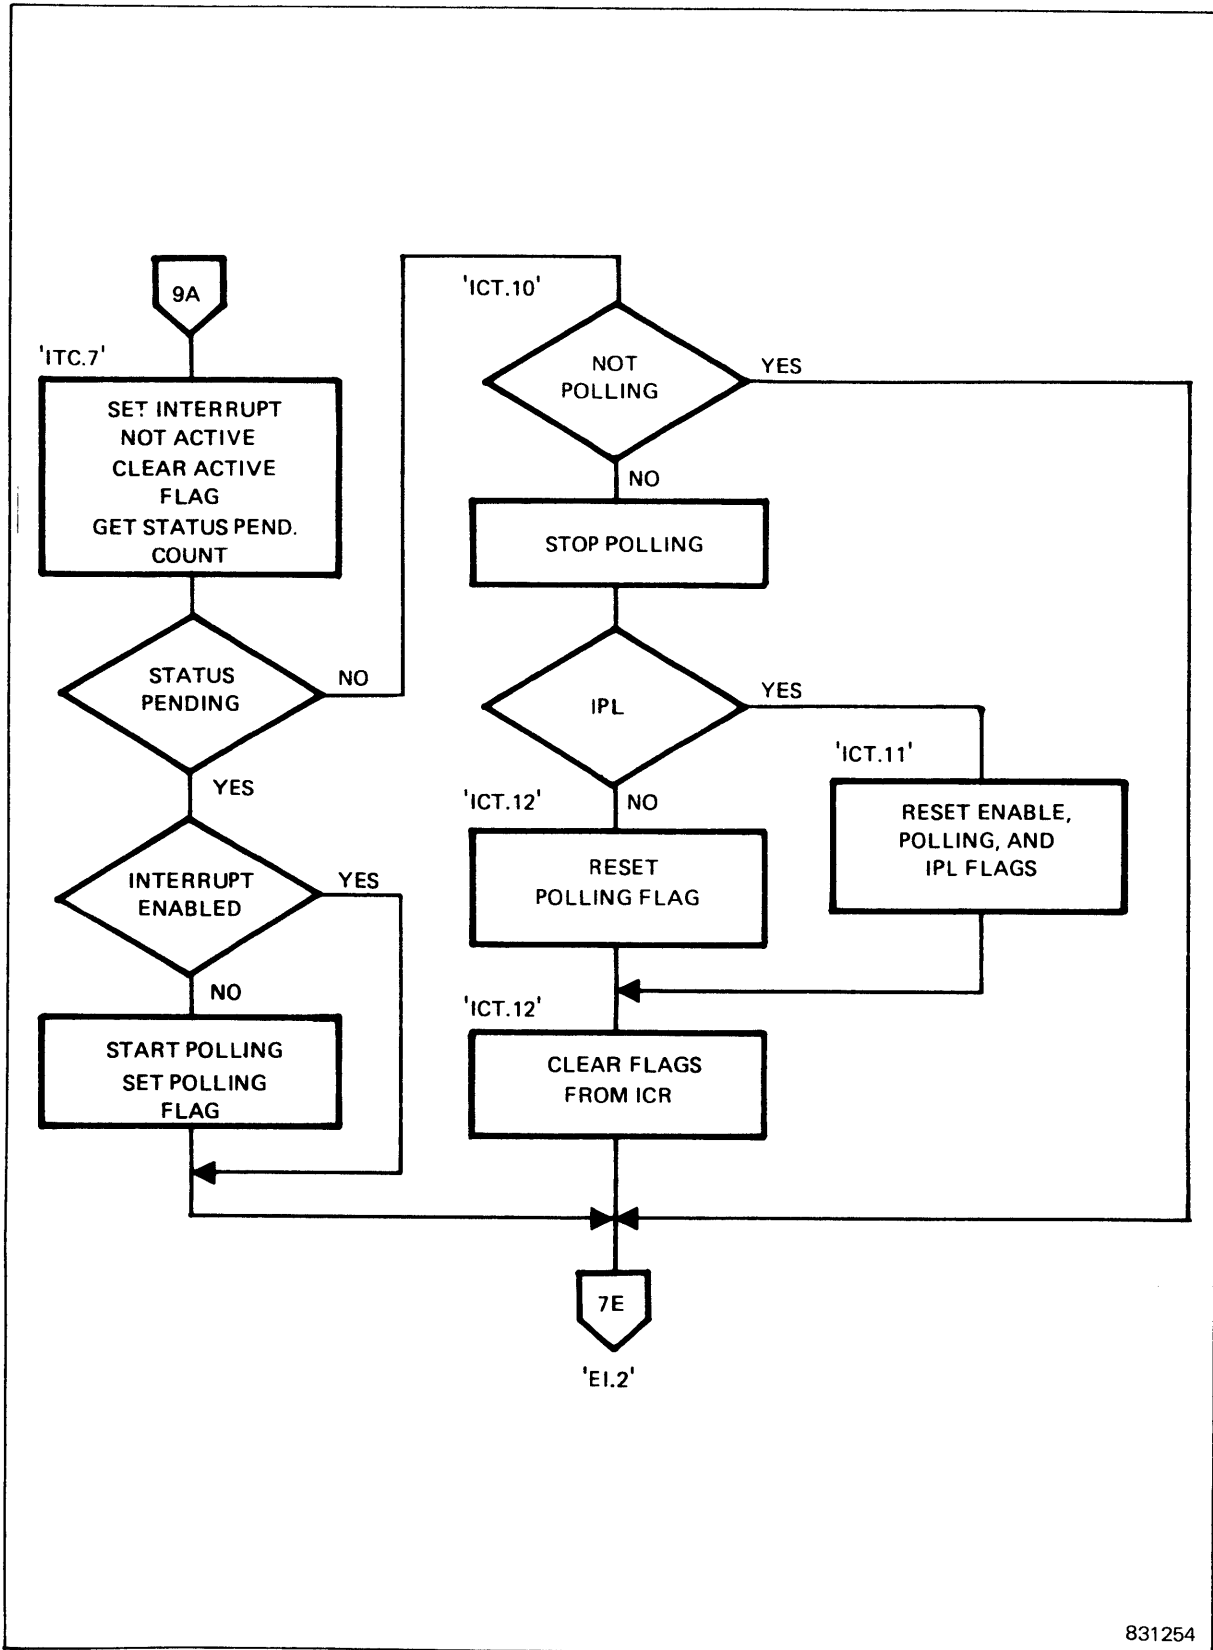 9A
'ITC.7'
SET INTERRUPT
NOT ACTIVE
CLEAR ACTIVE
FLAG
GET STATUS PEND.
COUNT
STATUS
PENDING
NO
YES
INTERRUPT
ENABLED
YES
NO
START POLLING
SET POLLING
FLAG
'ICT.10'
NOT
POLLING
YES
NO
STOP POLLING
IPL
YES
NO
'ICT.11'
RESET ENABLE,
POLLING, AND
IPL FLAGS
'ICT.12'
RESET
POLLING FLAG
'ICT.12'
CLEAR FLAGS
FROM ICR
7E
'EI.2'
831254